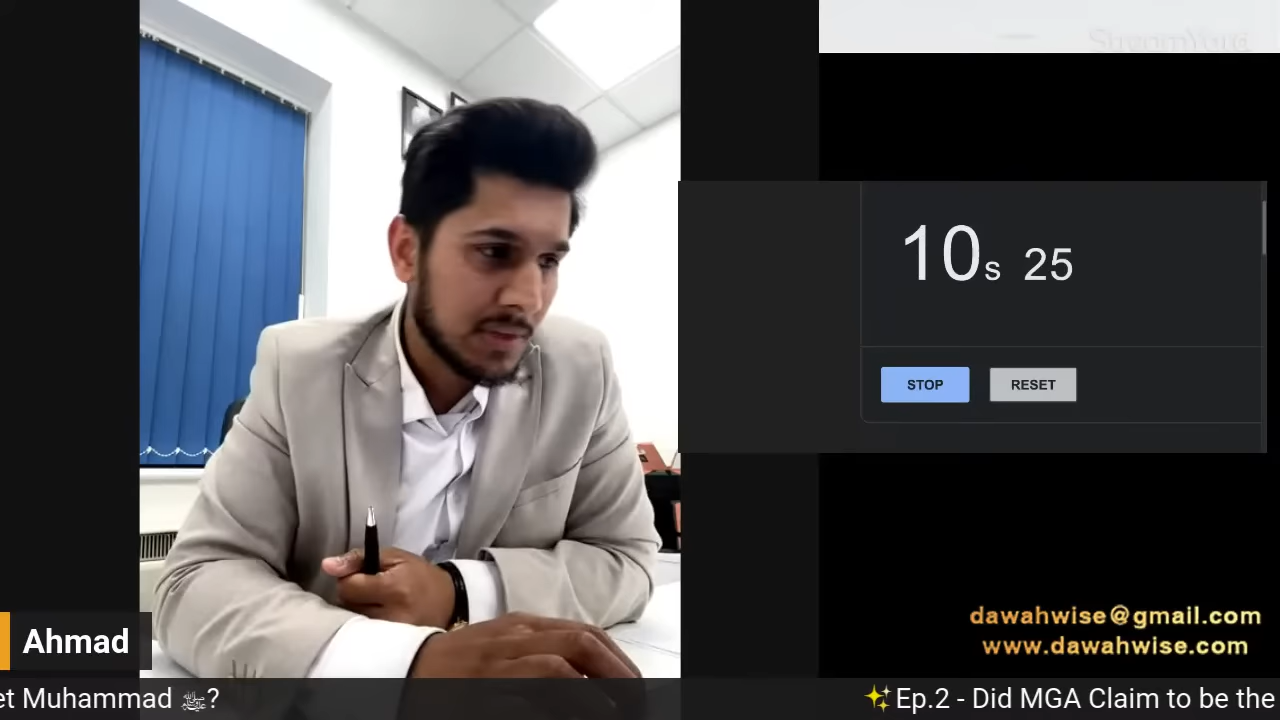 StreamYard
10s 25
STOP
RESET
dawahwise@gmail.com
www.dawahwise.com
Ahmad
et Muhammad ﷺ?
✨Ep.2 - Did MGA Claim to be the